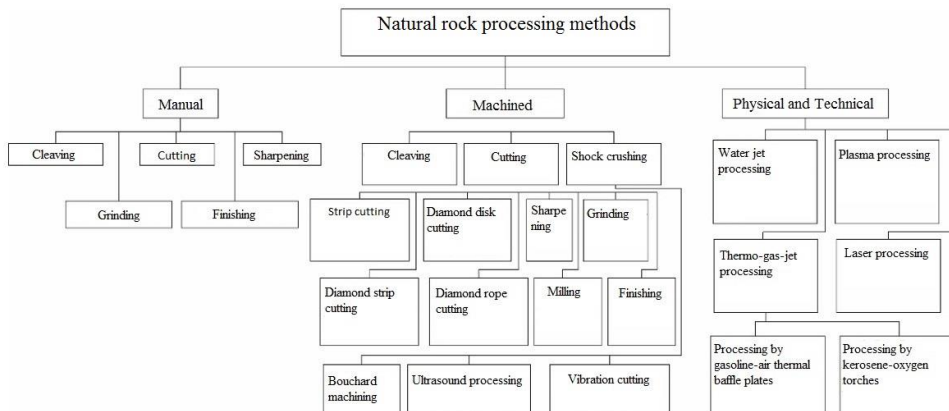 Natural rock processing methods
Manual
Machined
Physical and Technical
Cleaving
Cutting
Sharpening
Grinding
Finishing
Cleaving
Cutting
Shock crushing
Strip cutting
Diamond disk
cutting
Sharpe
ning
Grinding
Diamond strip
cutting
Diamond rope
cutting
Milling
Finishing
Bouchard
machining
Ultrasound processing
Vibration cutting
Water jet
processing
Plasma processing
Thermo-gas-jet
processing
Laser processing
Processing by
gasoline-air thermal
baffle plates
Processing by
kerosene-oxygen
torches